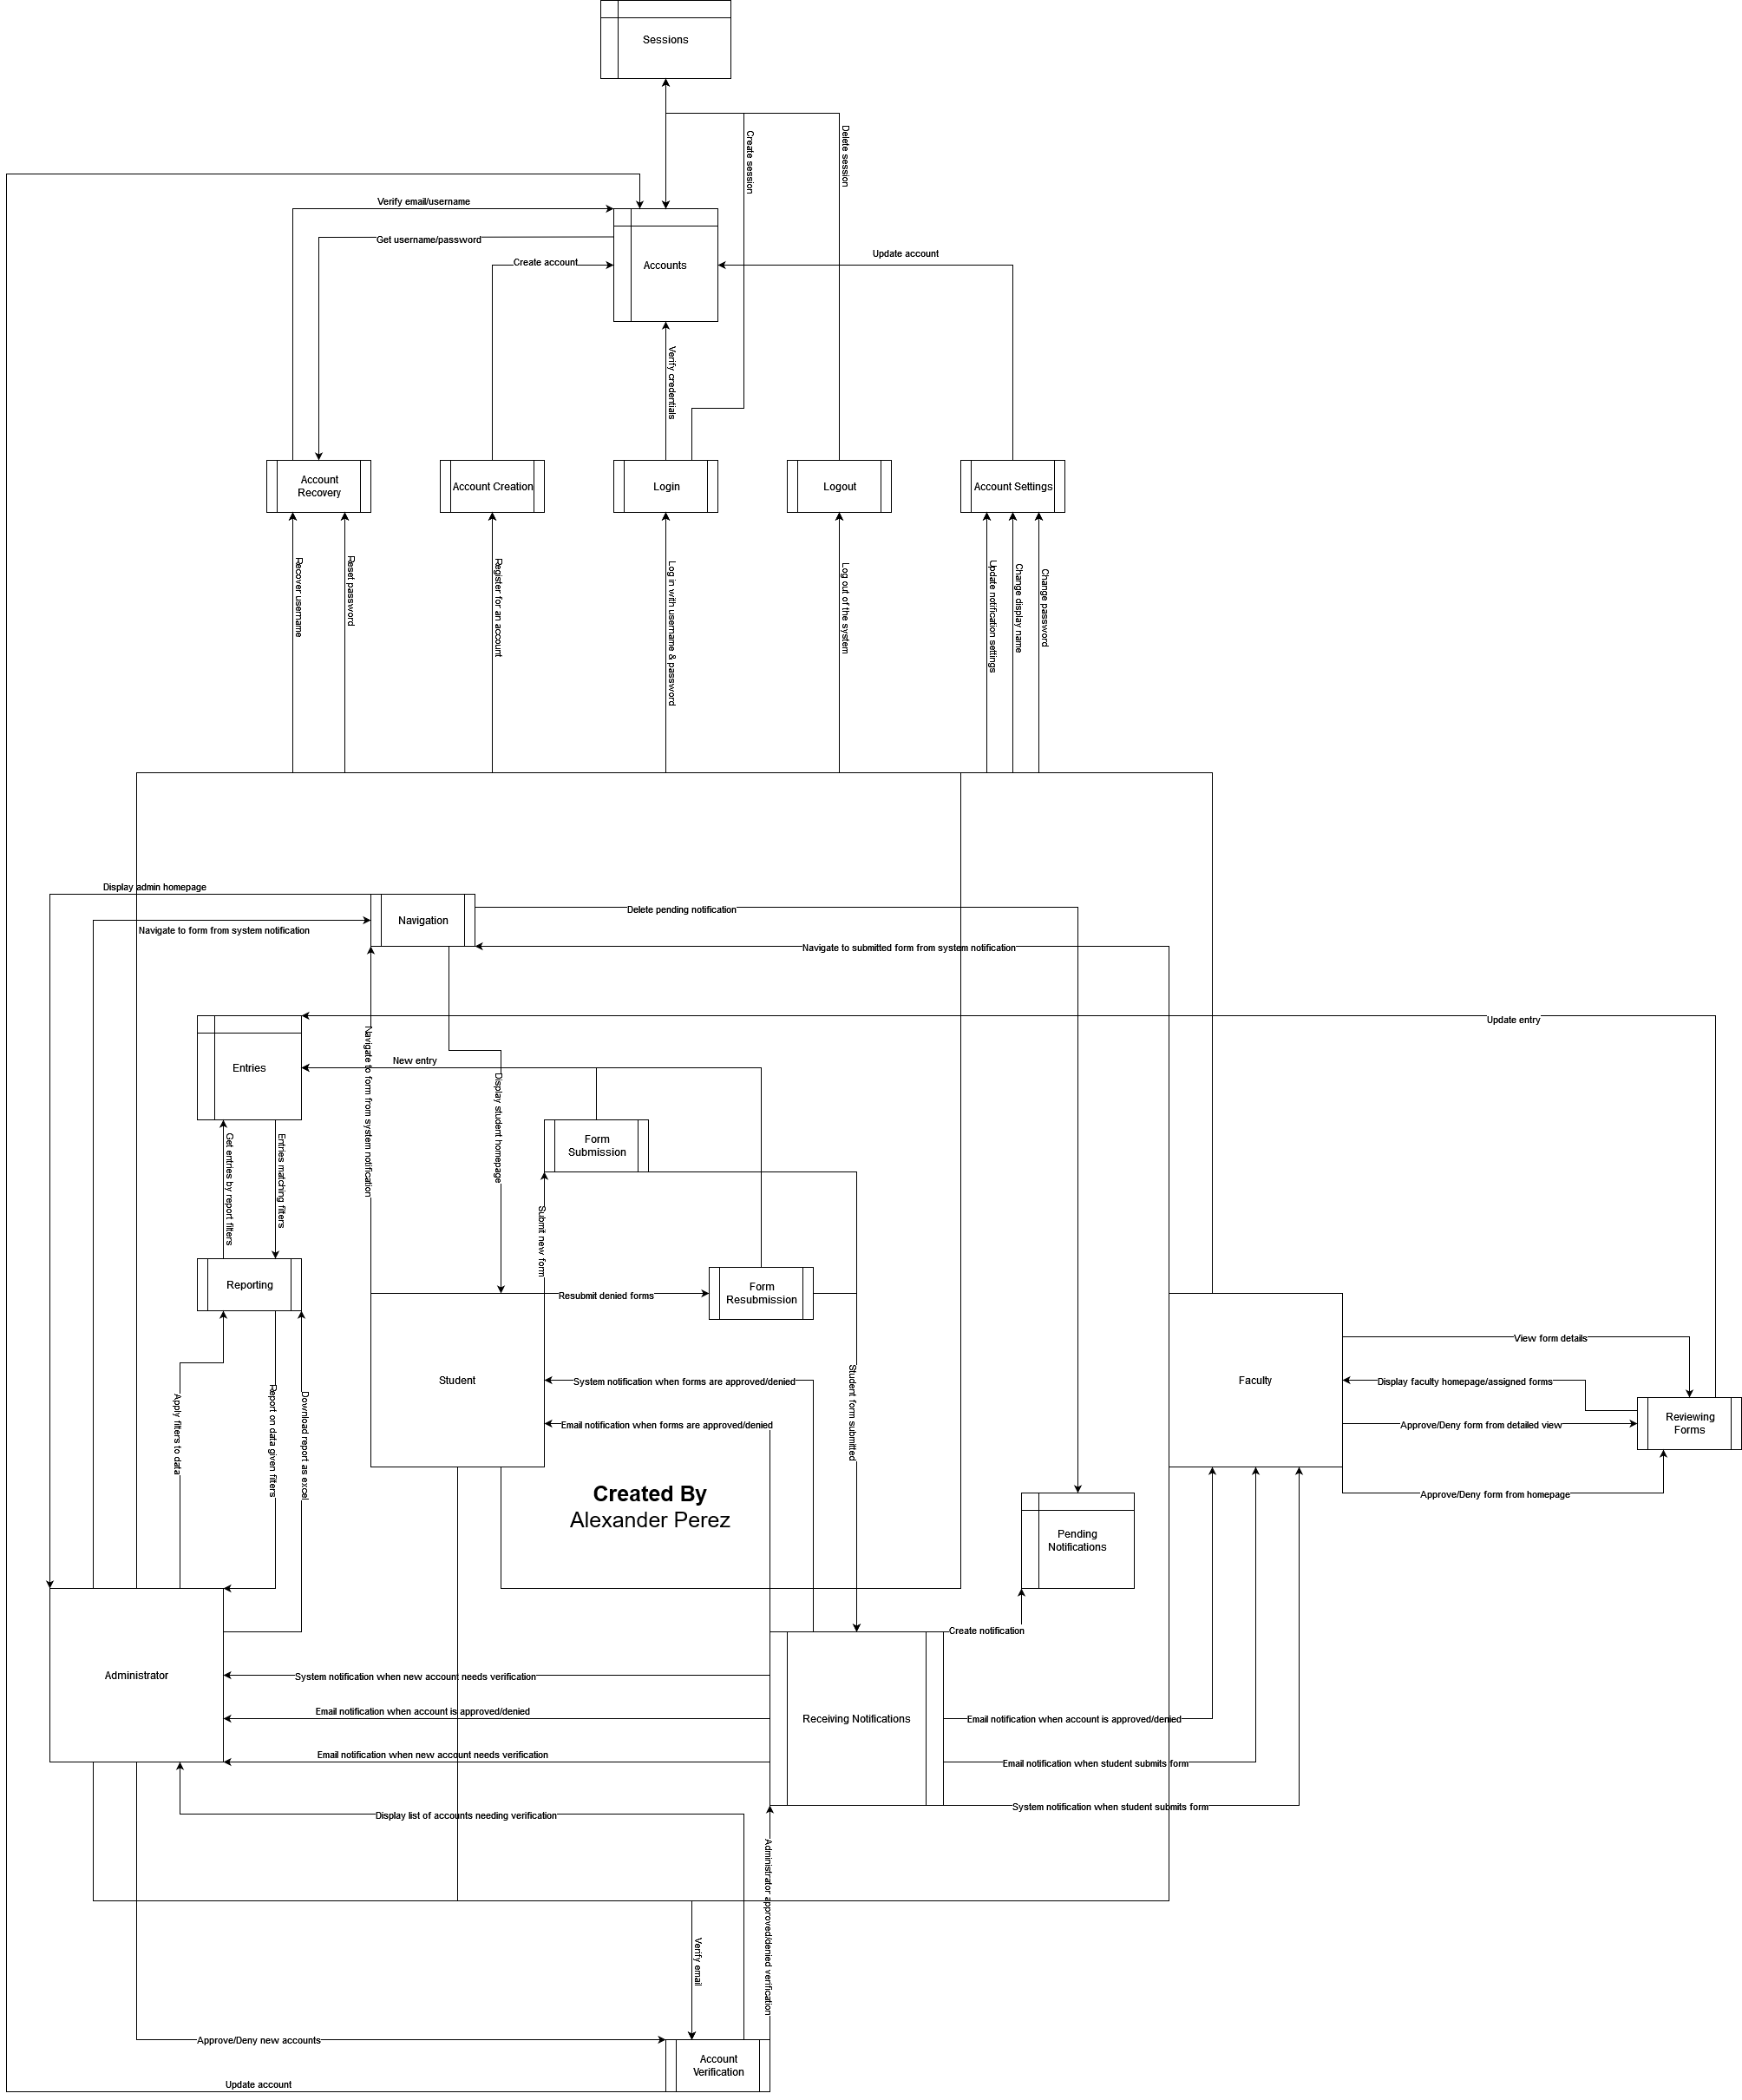 Sessions
Create session
Delete session
Verify email/username
Get username/password
Create account
Accounts
Update account
Verify credentials
Account
Recovery
Account Creation
Login
Logout
Account Settings
Recover username
Reset password
Register for an account
Log in with username & password
Log out of the system
Update notification settings
Change display name
Change password
Display admin homepage
Navigation
Delete pending notification
Navigate to form from system notification
Navigate to submitted form from system notification
Update entry
Navigate to form from system notification
New entry
Entries
Display student homepage
Form
Submission
Get entries by report filters
Entries matching filters
Submit new form
Reporting
Resubmit denied forms
Form
Resubmission
View form details
Student
System notification when forms are approved/denied
Faculty
Display faculty homepage/assigned forms
Reviewing
Forms
Email notification when forms are approved/denied
Student form submitted
Approve/Deny form from detailed view
Apply filters to data
Report on data given filters
Download report as excel
Created By
Alexander Perez
Approve/Deny form from homepage
Pending
Notifications
Create notification
Administrator
System notification when new account needs verification
Email notification when account is approved/denied
Receiving Notifications
Email notification when account is approved/denied
Email notification when new account needs verification
Email notification when student submits form
System notification when student submits form
Display list of accounts needing verification
Administrator approved/denied verification
Verify email
Approve/Deny new accounts
Account
Verification
Update account